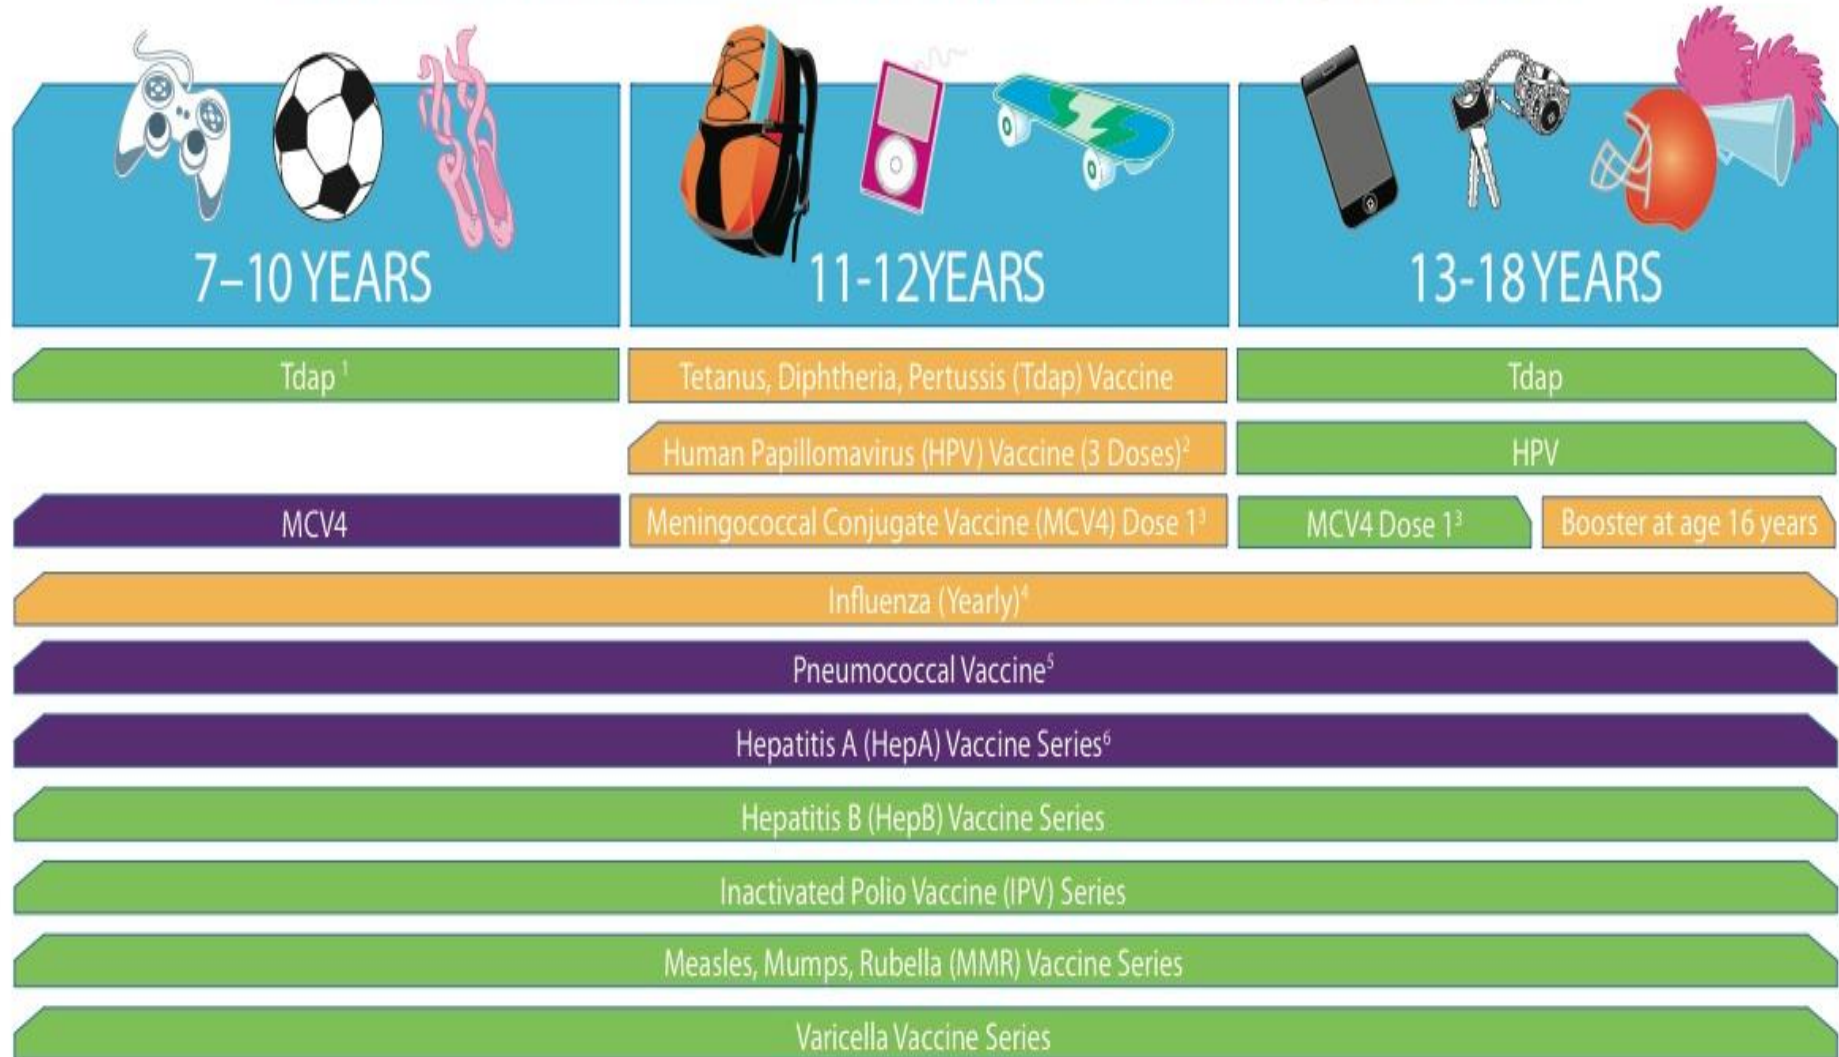 7–10 YEARS
11-12YEARS
13-18 YEARS
Tdap ¹
Tetanus, Diphtheria, Pertussis (Tdap) Vaccine
Tdap
Human Papillomavirus (HPV) Vaccine (3 Doses)²
HPV
MCV4
Meningococcal Conjugate Vaccine (MCV4) Dose 1³
MCV4 Dose 1³
Booster at age 16 years
Influenza (Yearly)⁴
Pneumococcal Vaccine⁵
Hepatitis A (HepA) Vaccine Series⁶
Hepatitis B (HepB) Vaccine Series
Inactivated Polio Vaccine (IPV) Series
Measles, Mumps, Rubella (MMR) Vaccine Series
Varicella Vaccine Series